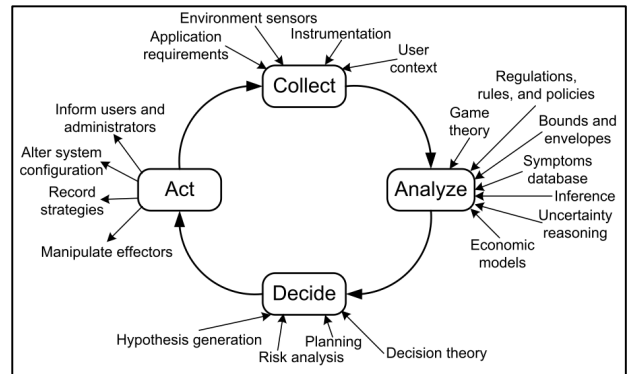 Environment sensors
Application
requirements
Instrumentation
User
context
Collect
Regulations,
rules, and policies
Game
theory
Bounds and
envelopes
Symptoms
database
Inference
Uncertainty
reasoning
Economic
models
Analyze
Inform users and
administrators
Alter system
configuration
Record
strategies
Manipulate effectors
Act
Decide
Hypothesis generation
Risk analysis
Planning
Decision theory